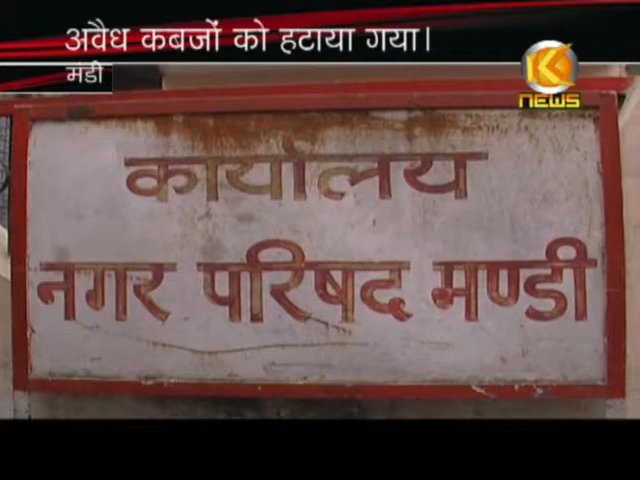 अवैध कबजों को हटाया गया।
मंडी
K
NEWS
कार्योलय
नगर परिषद मण्डी